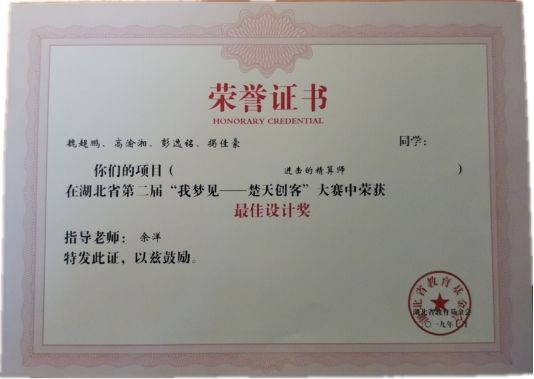 荣誉证书
HONORARY CREDENTIAL
魏超鹏、高渝湘、彭逸铭、揭佳豪 同学:
你们的项目( 进击的精算师 )
在湖北省第二届“我梦见——楚天创客”大赛中荣获
最佳设计奖
指导老师: 余洋
特发此证,以兹鼓励。
湖北省教育基金会